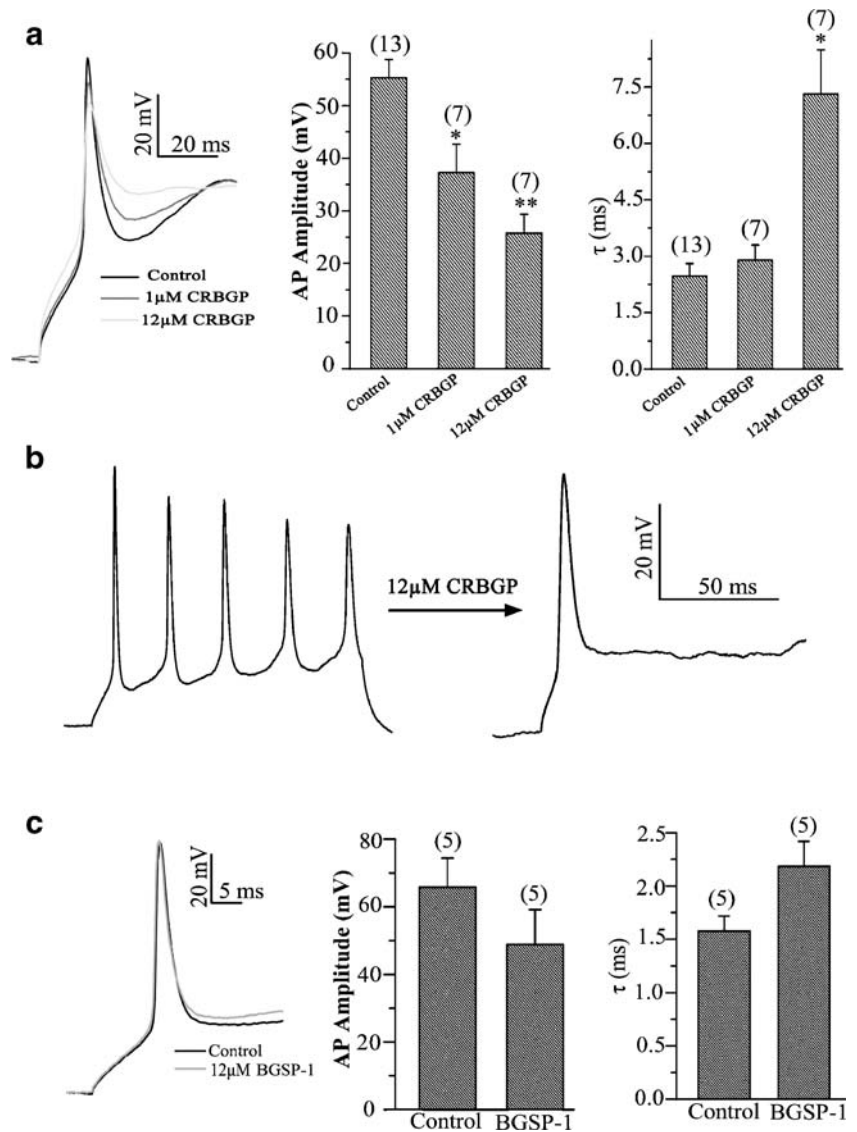 a
20 mV
20 ms
Control
1µM CRBGP
12µM CRBGP
AP Amplitude (mV)
60
50
40
30
20
10
0
(13)
(7)
*
(7)
**
Control
1µM CRBGP
12µM CRBGP
τ (ms)
7.5
6.0
4.5
3.0
1.5
0.0
(13)
(7)
(7)
*
Control
1µM CRBGP
12µM CRBGP
b
12µM CRBGP
20 mV
50 ms
c
20 mV
5 ms
Control
12µM BGSP-1
AP Amplitude (mV)
80
60
40
20
0
(5)
(5)
Control
BGSP-1
τ (ms)
2.5
2.0
1.5
1.0
0.5
0.0
(5)
(5)
Control
BGSP-1